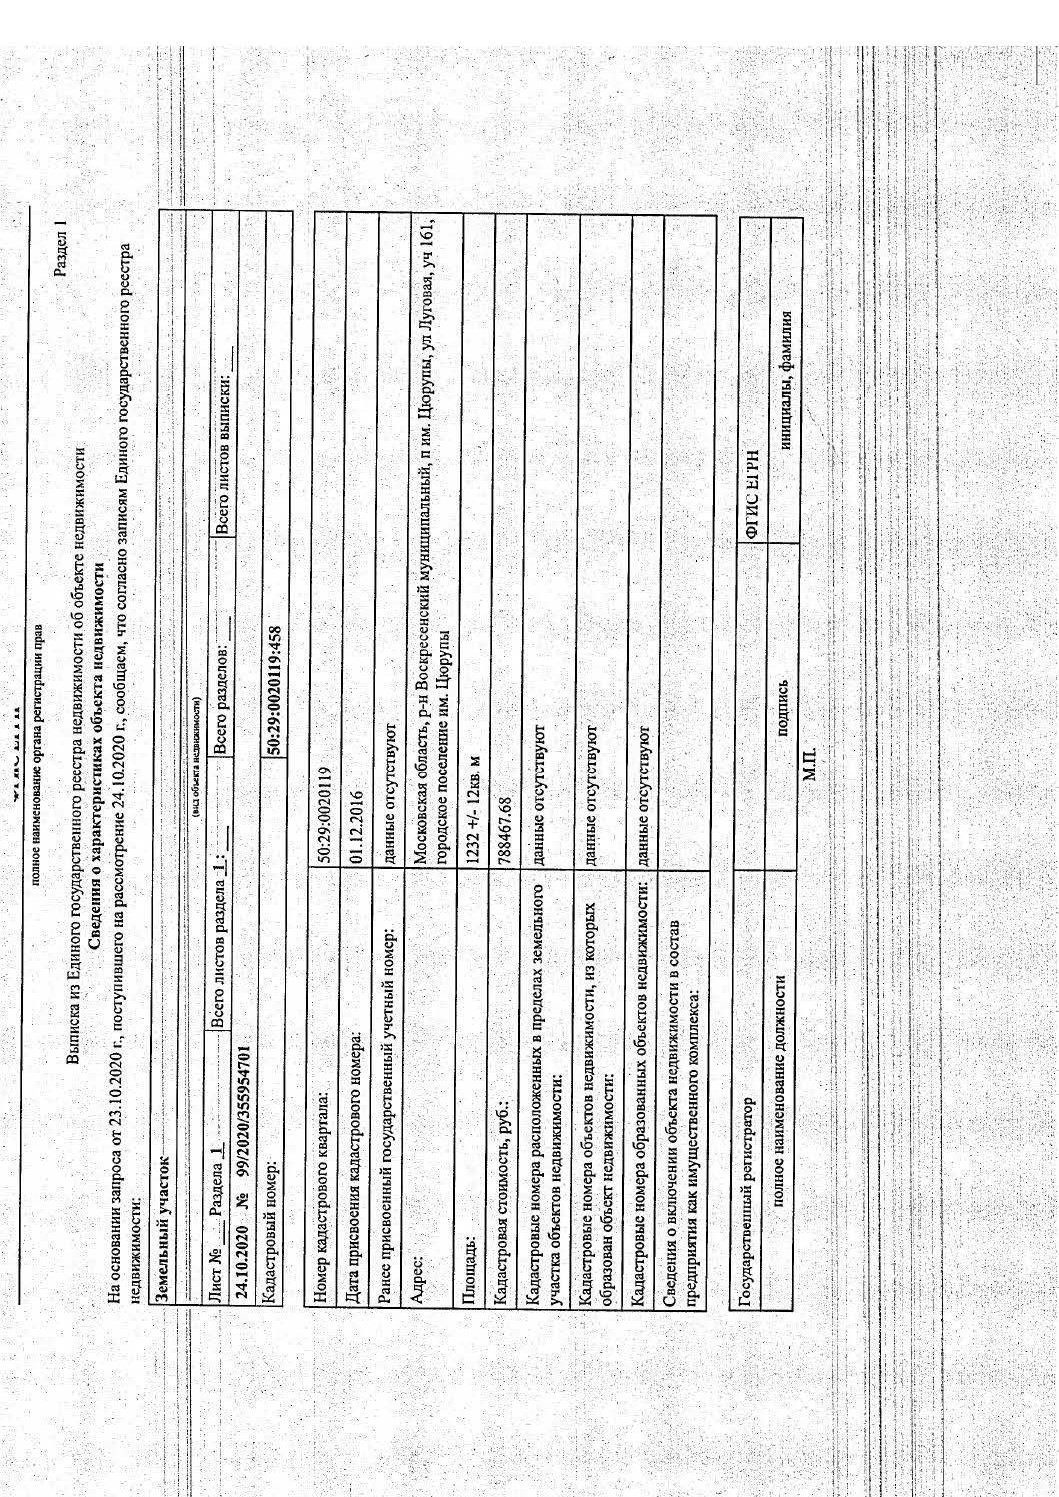 полное наименование органа регистрации прав
Раздел 1
Выписка из Единого государственного реестра недвижимости об объекте недвижимости
Сведения о характеристиках объекта недвижимости
На основании запроса от 23.10.2020 г., поступившего на рассмотрение 24.10.2020 г., сообщаем, что согласно записям Единого государственного реестра
недвижимости:
Земельный участок
(вид объекта недвижимости)
Лист № ___ Раздела 1 Всего листов раздела 1 : ___ Всего разделов: ___ Всего листов выписки: ___
24.10.2020 № 99/2020/355954701
Кадастровый номер: 50:29:0020119:458
Номер кадастрового квартала: 50:29:0020119
Дата присвоения кадастрового номера: 01.12.2016
Ранее присвоенный государственный учетный номер: данные отсутствуют
Адрес: Московская область, р-н Воскресенский муниципальный, п им. Цюрупы, ул Луговая, уч 161,
городское поселение им. Цюрупы
Площадь: 1232 +/- 12кв. м
Кадастровая стоимость, руб.: 788467.68
Кадастровые номера расположенных в пределах земельного
участка объектов недвижимости: данные отсутствуют
Кадастровые номера объектов недвижимости, из которых
образован объект недвижимости: данные отсутствуют
Кадастровые номера образованных объектов недвижимости: данные отсутствуют
Сведения о включении объекта недвижимости в состав
предприятия как имущественного комплекса:
Государственный регистратор ФГИС ЕГРН
полное наименование должности подпись инициалы, фамилия
М.П.